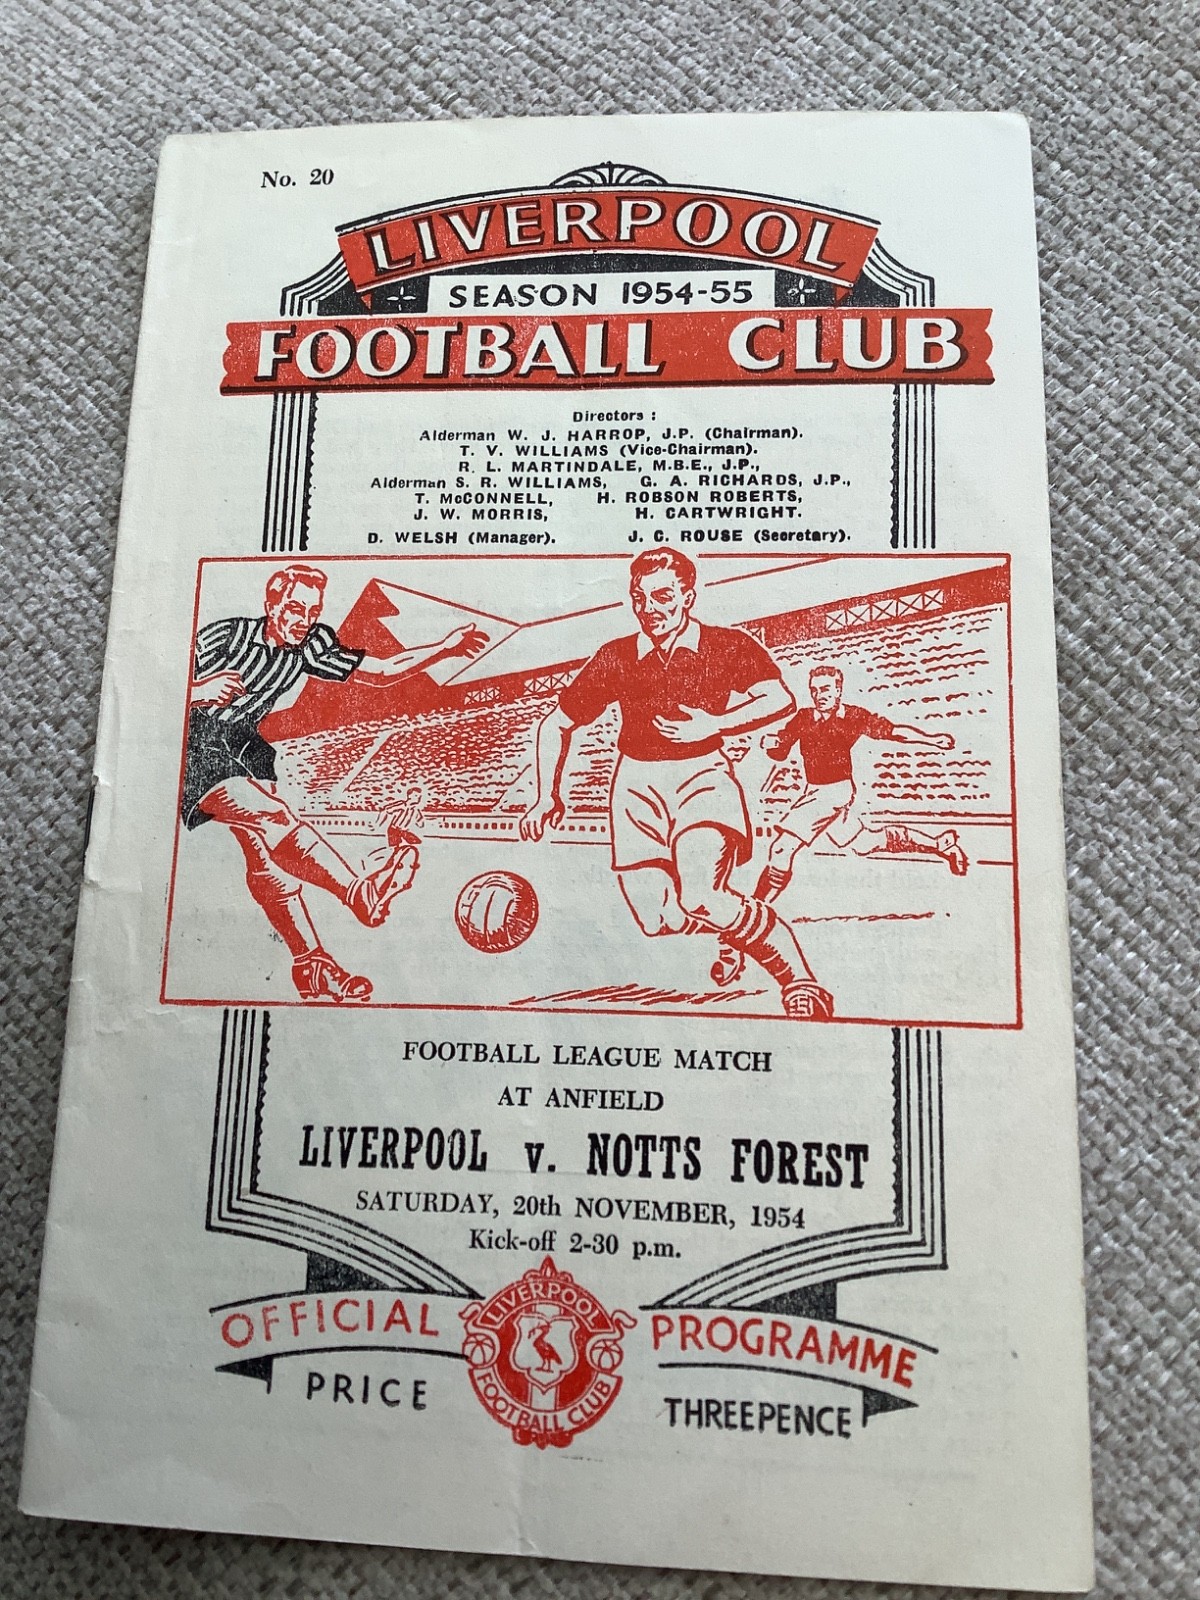 No. 20
LIVERPOOL
SEASON 1954-55
FOOTBALL CLUB
Directors :
Alderman W. J. HARROP, J.P. (Chairman).
T. V. WILLIAMS (Vice-Chairman).
R. L. MARTINDALE, M.B.E., J.P.,
Alderman S. R. WILLIAMS, G. A. RICHARDS, J.P.,
T. McCONNELL, H. ROBSON ROBERTS,
J. W. MORRIS, H. CARTWRIGHT.
D. WELSH (Manager). J. C. ROUSE (Secretary).
FOOTBALL LEAGUE MATCH
AT ANFIELD
LIVERPOOL v. NOTTS FOREST
SATURDAY, 20th NOVEMBER, 1954
Kick-off 2-30 p.m.
OFFICIAL PROGRAMME
LIVERPOOL
FOOTBALL CLUB
PRICE THREEPENCE